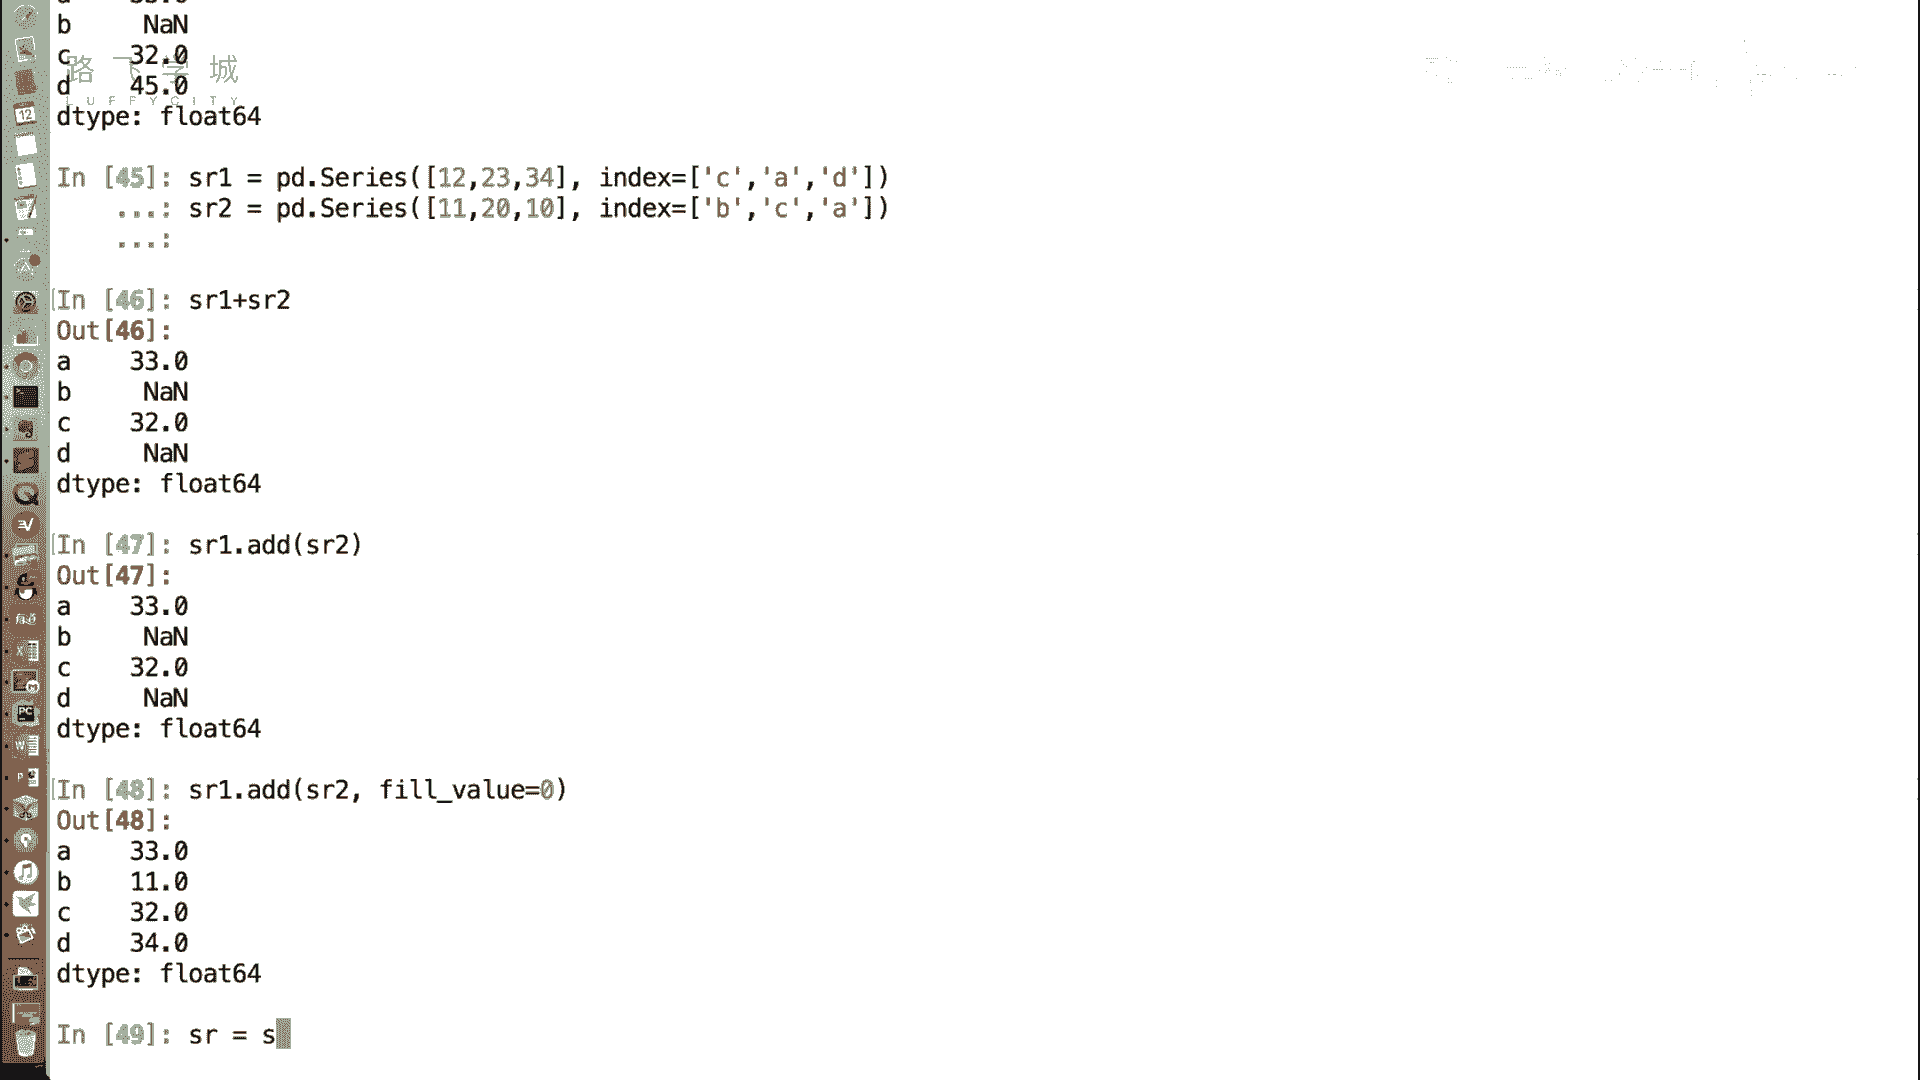 b      NaN
c     32.0
路飞学城
d     45.0
LUFFYCITY
dtype: float64
In [45]: sr1 = pd.Series([12,23,34], index=['c','a','d'])
...: sr2 = pd.Series([11,20,10], index=['b','c','a'])
...:
In [46]: sr1+sr2
Out[46]:
a    33.0
b     NaN
c    32.0
d     NaN
dtype: float64
In [47]: sr1.add(sr2)
Out[47]:
a    33.0
b     NaN
c    32.0
d     NaN
dtype: float64
In [48]: sr1.add(sr2, fill_value=0)
Out[48]:
a    33.0
b    11.0
c    32.0
d    34.0
dtype: float64
In [49]: sr = s